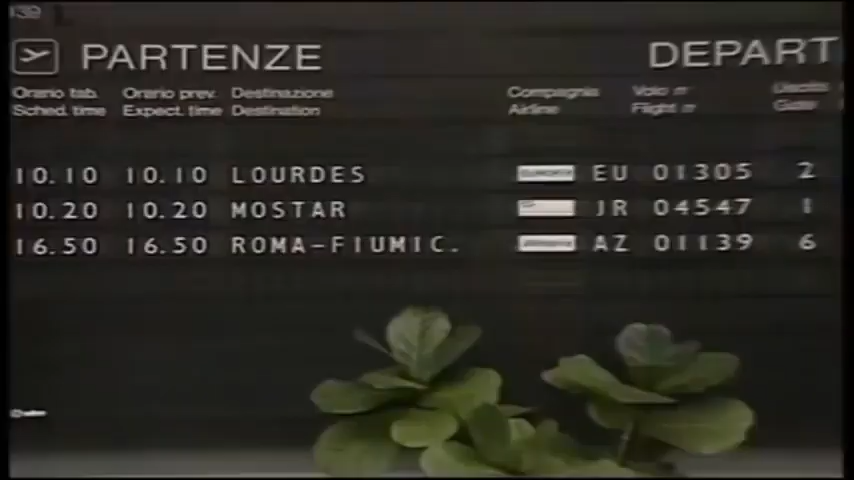 PARTENZE DEPART
Orario tab. Orario prev. Destinazione Compagnia Volo n° Uscita
Sched. time Expect. time Destination Airline Flight n° Gate
10.10 10.10 LOURDES EU 01305 2
10.20 10.20 MOSTAR JR 04547 1
16.50 16.50 ROMA-FIUMIC. AZ 01139 6